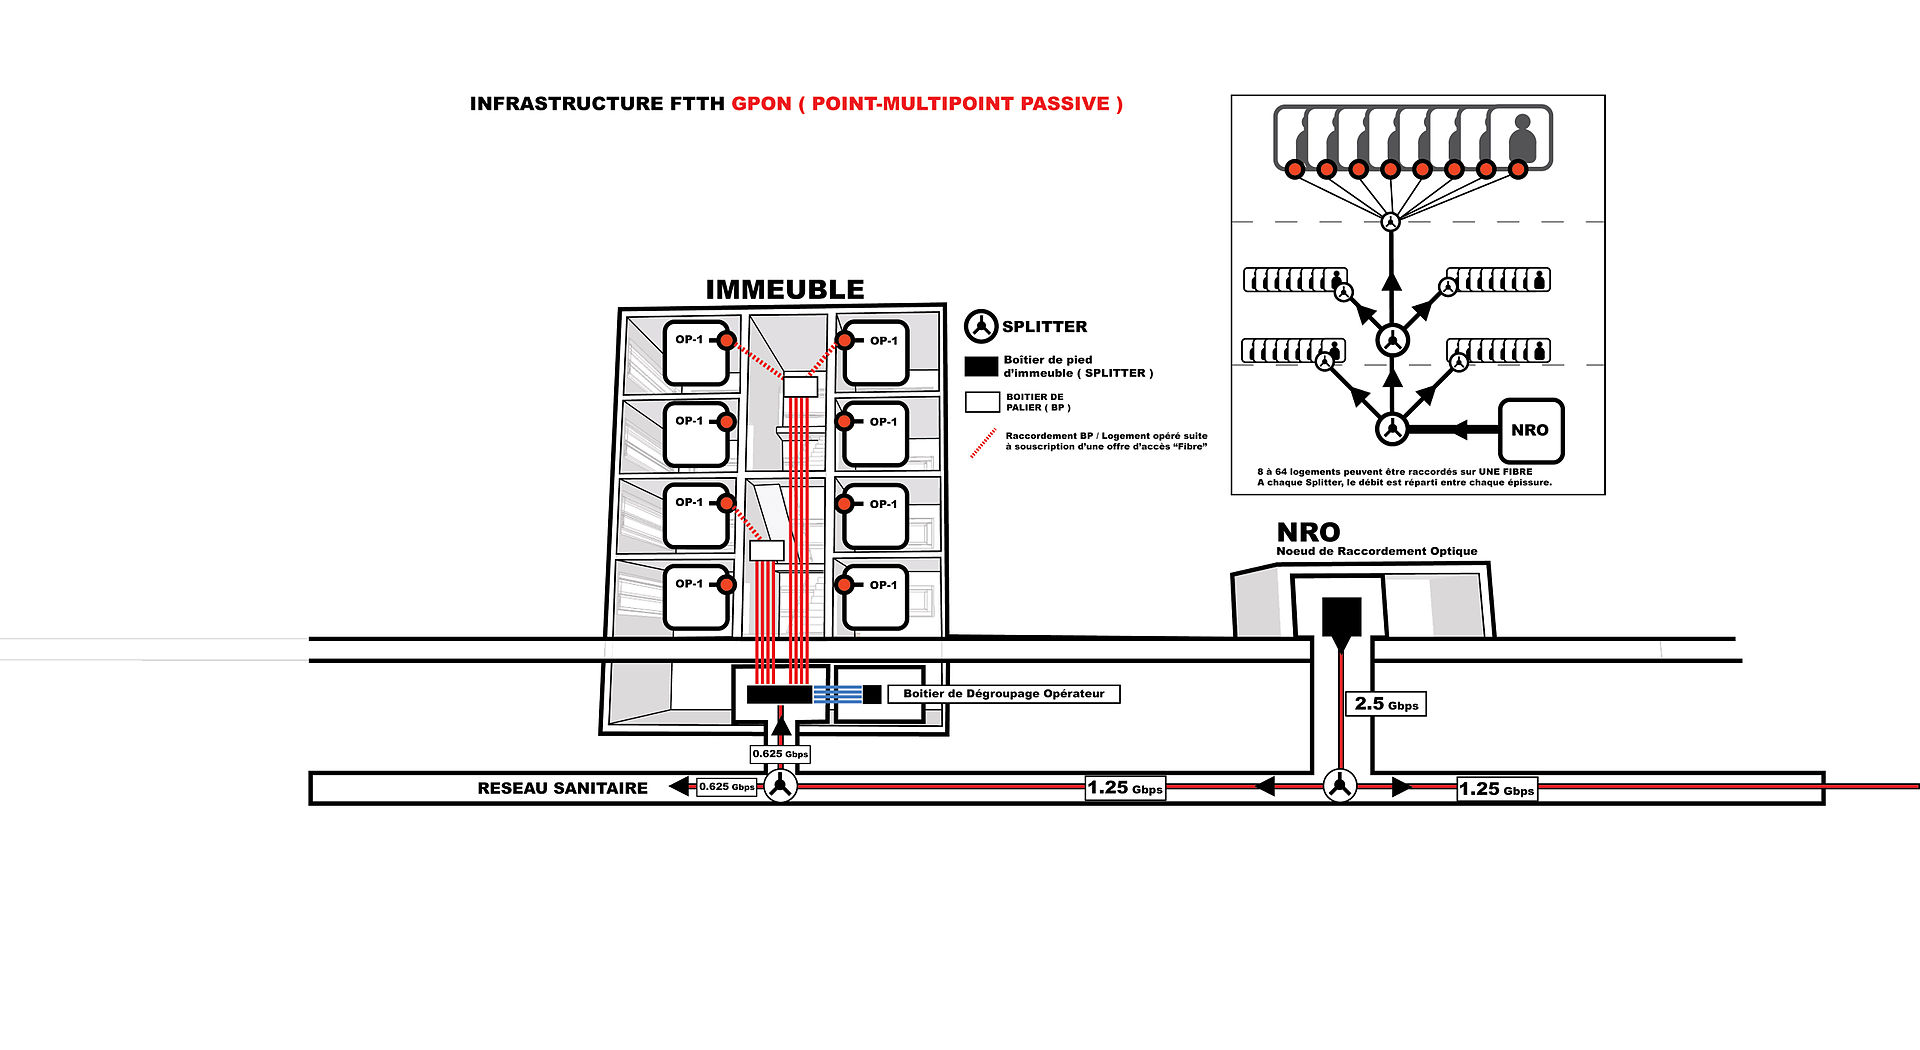 INFRASTRUCTURE FTTH GPON ( POINT-MULTIPOINT PASSIVE )
IMMEUBLE
OP-1
OP-1
OP-1
OP-1
OP-1
OP-1
OP-1
OP-1
SPLITTER
Boîtier de pied
d'immeuble ( SPLITTER )
BOITIER DE
PALIER ( BP )
Raccordement BP / Logement opéré suite
à souscription d'une offre d'accès "Fibre"
NRO
8 à 64 logements peuvent être raccordés sur UNE FIBRE
A chaque Splitter, le débit est réparti entre chaque épissure.
NRO
Noeud de Raccordement Optique
Boitier de Dégroupage Opérateur
2.5 Gbps
0.625 Gbps
RESEAU SANITAIRE
0.625 Gbps
1.25 Gbps
1.25 Gbps